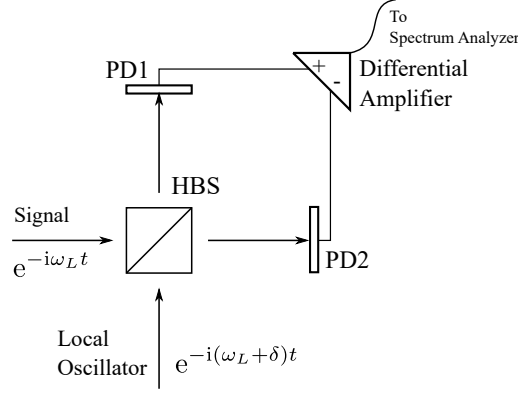 To
Spectrum Analyzer
PD1
+
-
Differential
Amplifier
HBS
Signal
e^{-iω_L t}
PD2
Local
Oscillator
e^{-i(ω_L+δ)t}